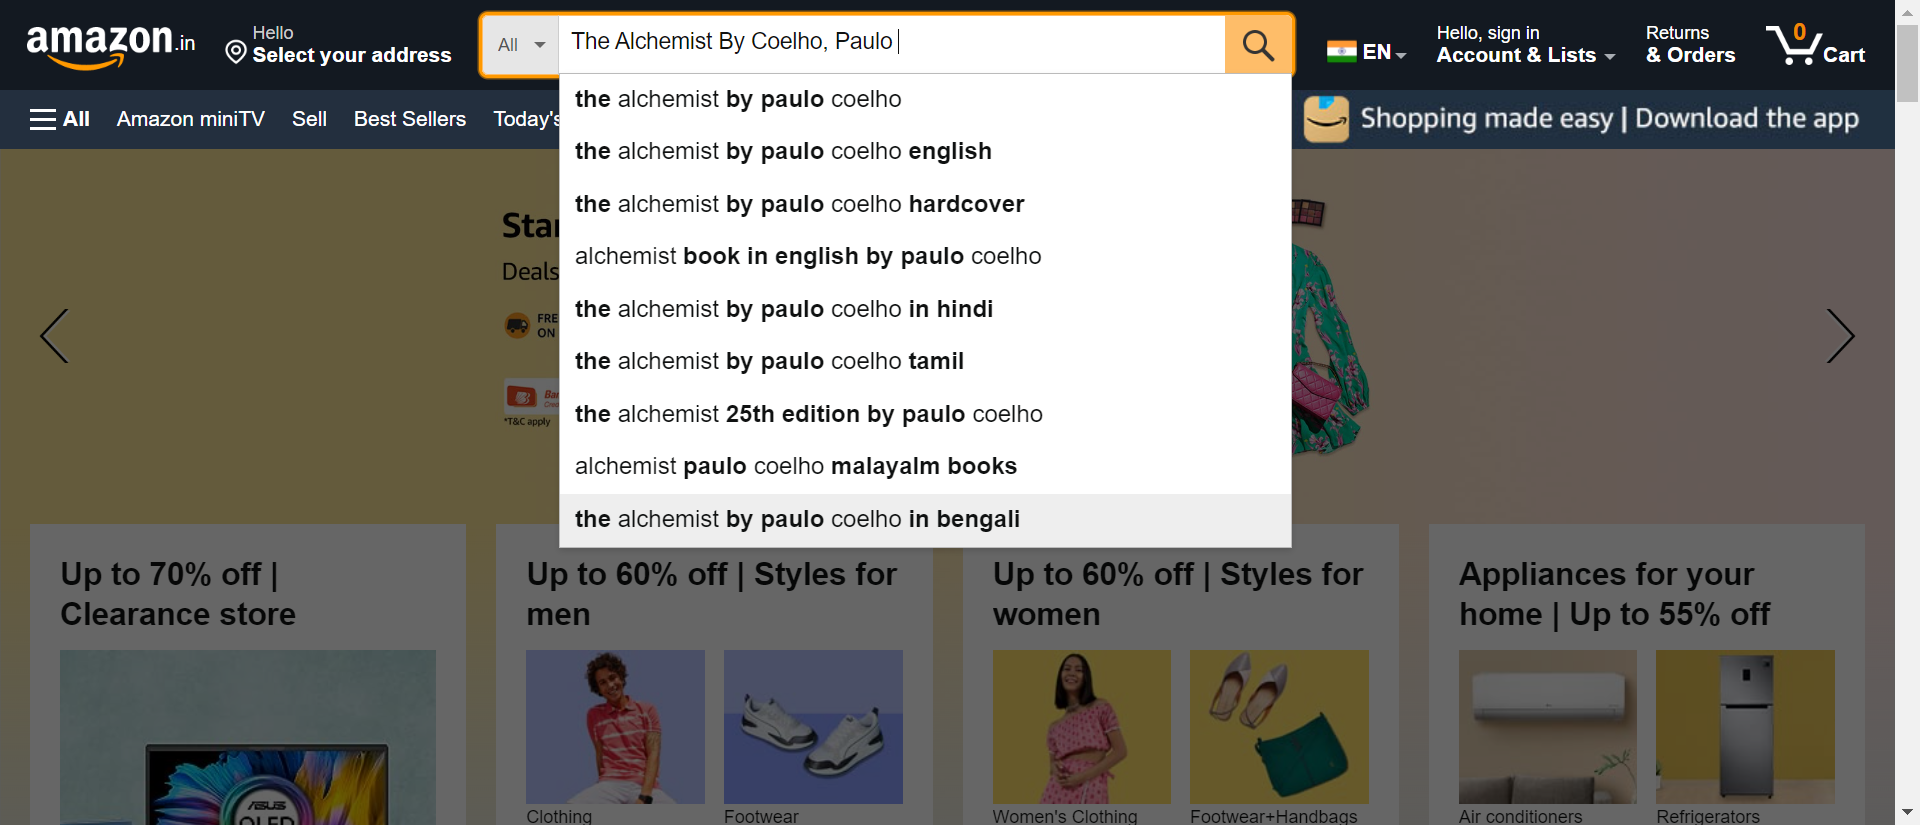 amazon.in
Hello
Select your address
All
The Alchemist By Coelho, Paulo
EN
Hello, sign in
Account & Lists
Returns
& Orders
0
Cart
All
Amazon miniTV
Sell
Best Sellers
Today's
Shopping made easy | Download the app
the alchemist by paulo coelho
the alchemist by paulo coelho english
the alchemist by paulo coelho hardcover
alchemist book in english by paulo coelho
the alchemist by paulo coelho in hindi
the alchemist by paulo coelho tamil
the alchemist 25th edition by paulo coelho
alchemist paulo coelho malayalm books
the alchemist by paulo coelho in bengali
Deals
FRE
ON
*T&C apply
Up to 70% off |
Clearance store
ASUS
OLED
Up to 60% off | Styles for
men
Clothing
Footwear
Up to 60% off | Styles for
women
Women's Clothing
Footwear+Handbags
Appliances for your
home | Up to 55% off
Air conditioners
Refrigerators